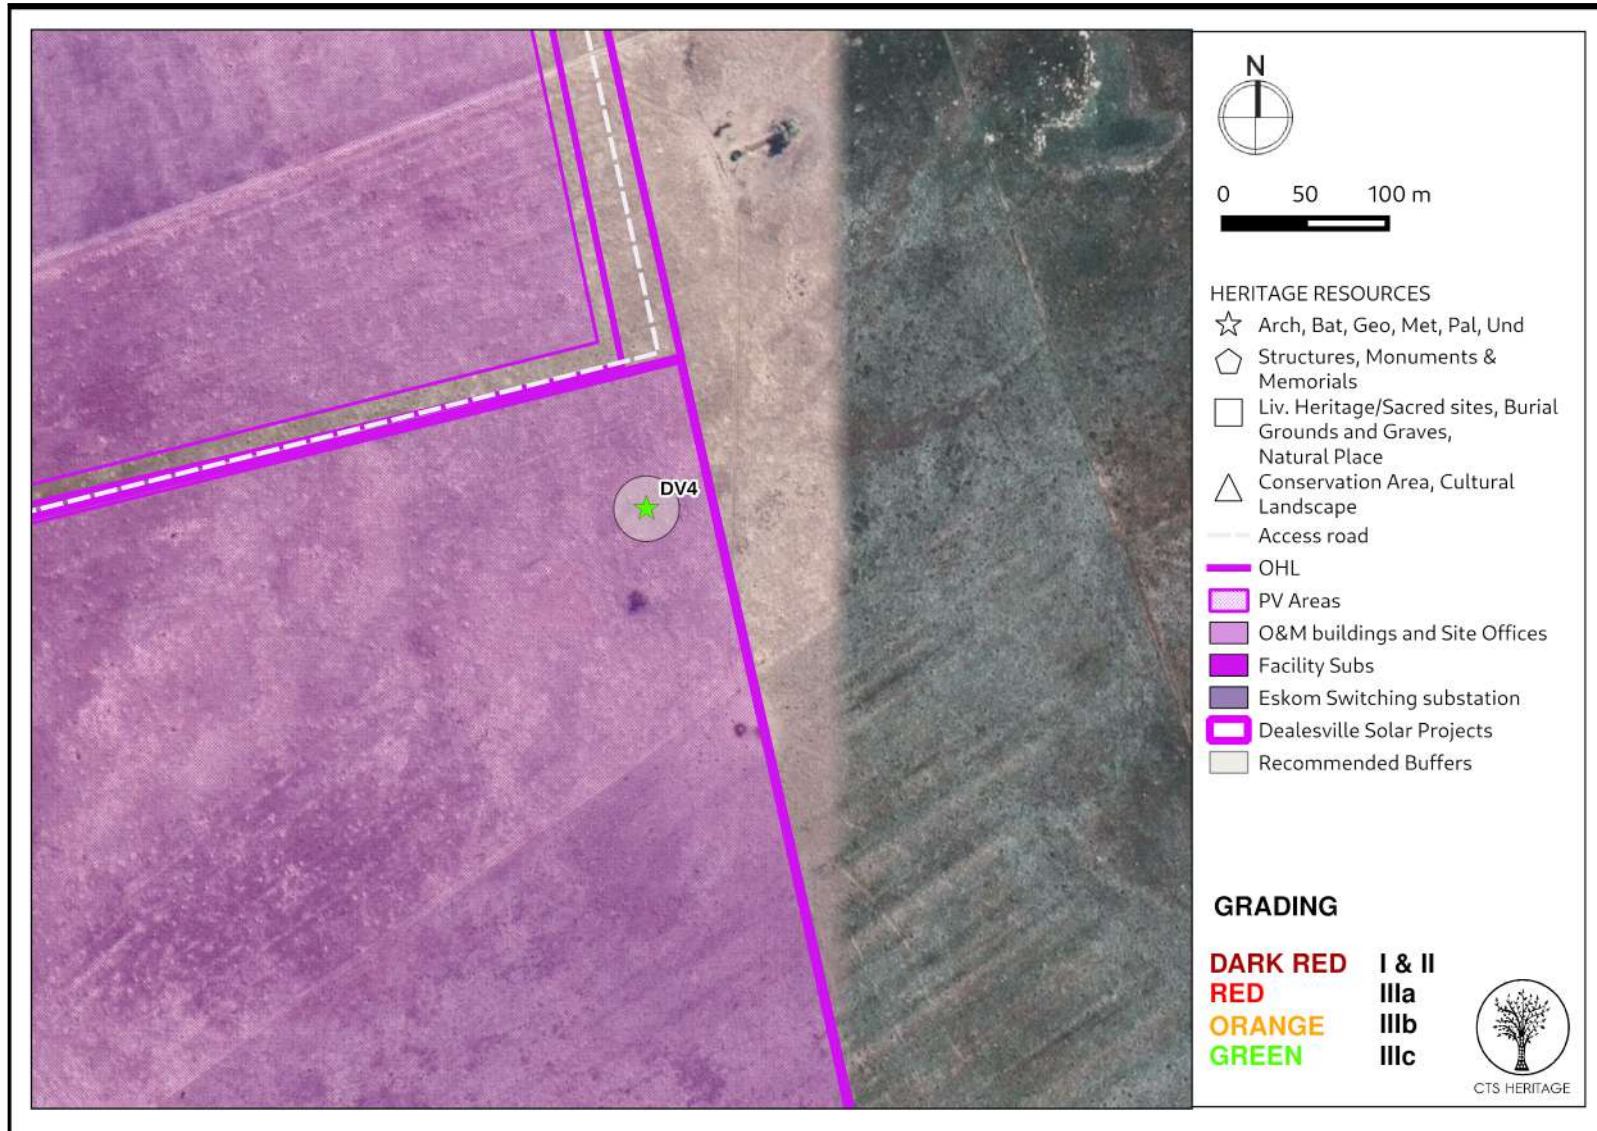 DV4
N
0 50 100 m
HERITAGE RESOURCES
Arch, Bat, Geo, Met, Pal, Und
Structures, Monuments &
Memorials
Liv. Heritage/Sacred sites, Burial
Grounds and Graves,
Natural Place
Conservation Area, Cultural
Landscape
Access road
OHL
PV Areas
O&M buildings and Site Offices
Facility Subs
Eskom Switching substation
Dealesville Solar Projects
Recommended Buffers
GRADING
DARK RED I & II
RED IIIa
ORANGE IIIb
GREEN IIIc
CTS HERITAGE